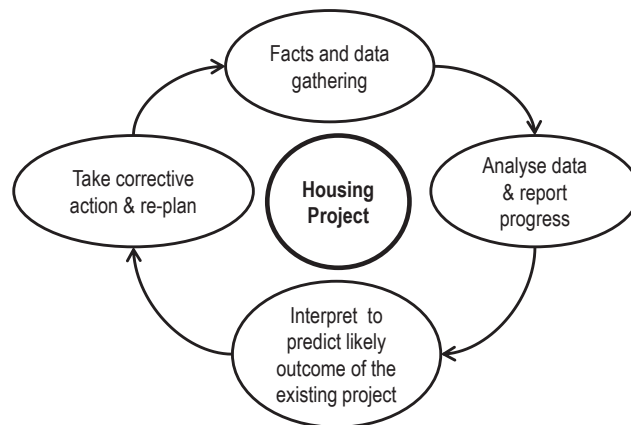 Facts and data
gathering
Analyse data
& report
progress
Interpret to
predict likely
outcome of the
existing project
Take corrective
action & re-plan
Housing
Project